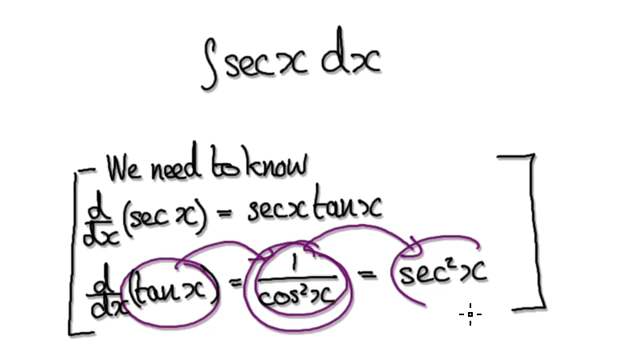 ∫ sec x dx
- We need to know
d/dx (sec x) = sec x tan x
d/dx (tan x) = 1/cos²x = sec²x